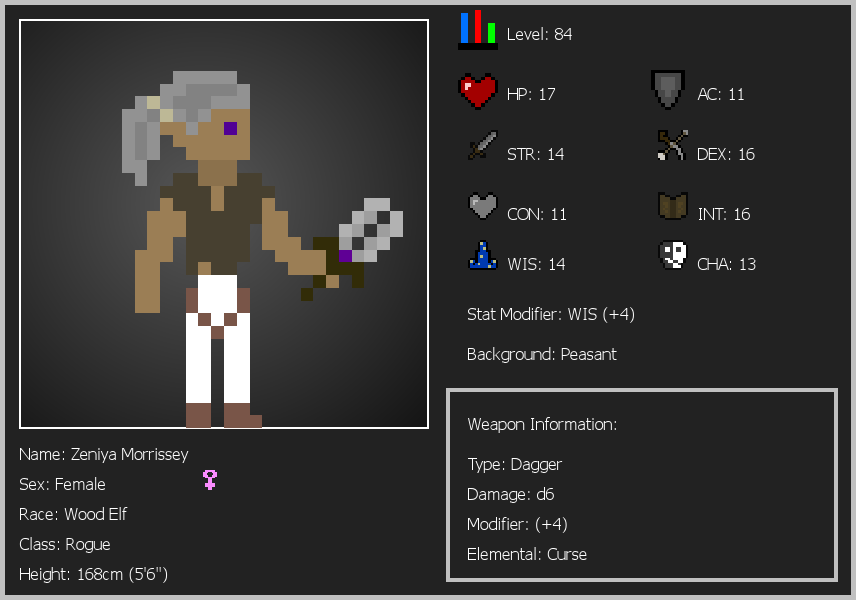 Level: 84
HP: 17
AC: 11
STR: 14
DEX: 16
CON: 11
INT: 16
WIS: 14
CHA: 13
Stat Modifier: WIS (+4)
Background: Peasant
Weapon Information:
Type: Dagger
Damage: d6
Modifier: (+4)
Elemental: Curse
Name: Zeniya Morrissey
Sex: Female
Race: Wood Elf
Class: Rogue
Height: 168cm (5'6")